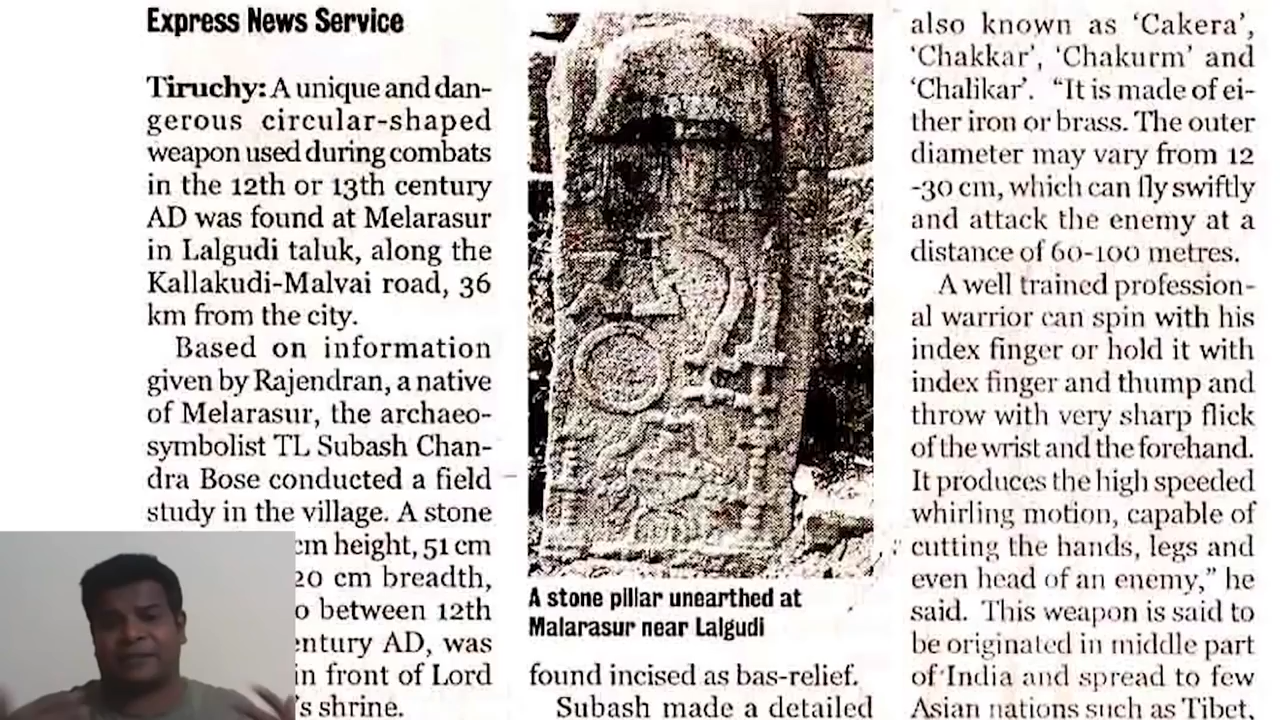 Express News Service
Tiruchy: A unique and dan-
gerous circular-shaped
weapon used during combats
in the 12th or 13th century
AD was found at Melarasur
in Lalgudi taluk, along the
Kallakudi-Malvai road, 36
km from the city.
Based on information
given by Rajendran, a native
of Melarasur, the archaeo-
symbolist TL Subash Chan-
dra Bose conducted a field
study in the village. A stone
cm height, 51 cm
20 cm breadth,
between 12th
AD, was
in front of Lord
shrine.
A stone pillar unearthed at
Malarasur near Lalgudi
found incised as bas-relief.
Subash made a detailed
also known as ‘Cakera’,
‘Chakkar’, ‘Chakurm’ and
‘Chalikar’. “It is made of ei-
ther iron or brass. The outer
diameter may vary from 12
-30 cm, which can fly swiftly
and attack the enemy at a
distance of 60-100 metres.
A well trained profession-
al warrior can spin with his
index finger or hold it with
index finger and thump and
throw with very sharp flick
of the wrist and the forehand.
It produces the high speeded
whirling motion, capable of
cutting the hands, legs and
even head of an enemy,” he
said. This weapon is said to
be originated in middle part
of India and spread to few
Asian nations such as Tibet,